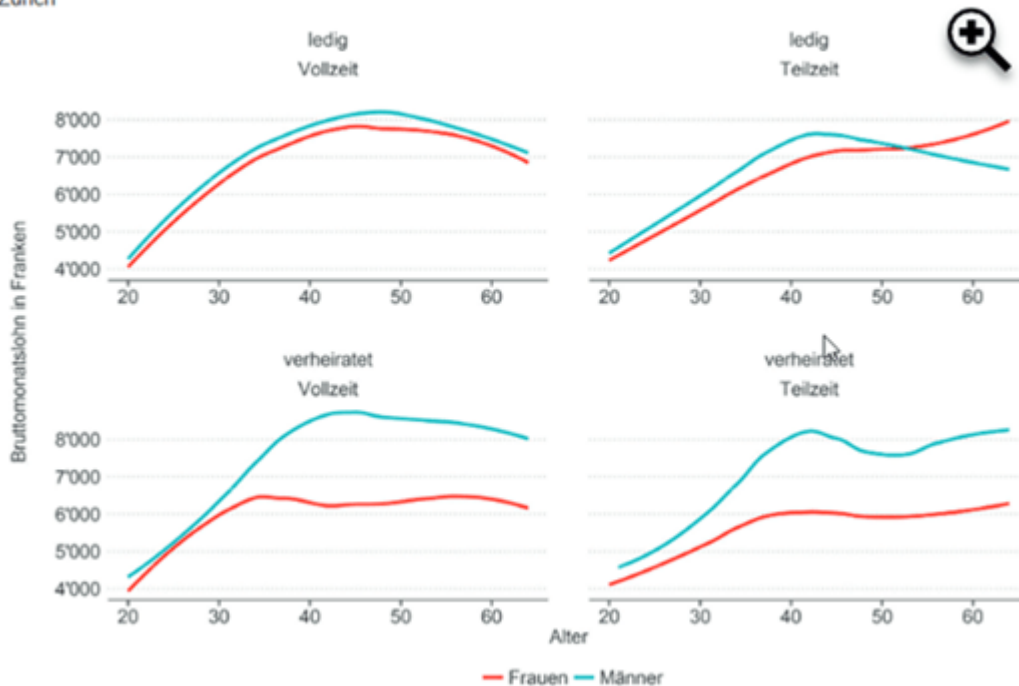 Zürich
ledig
Vollzeit
ledig
Teilzeit
8'000
7'000
6'000
5'000
4'000
20 30 40 50 60
20 30 40 50 60
Bruttomonatslohn in Franken
verheiratet
Vollzeit
verheiratet
Teilzeit
8'000
7'000
6'000
5'000
4'000
20 30 40 50 60
20 30 40 50 60
Alter
Frauen Männer